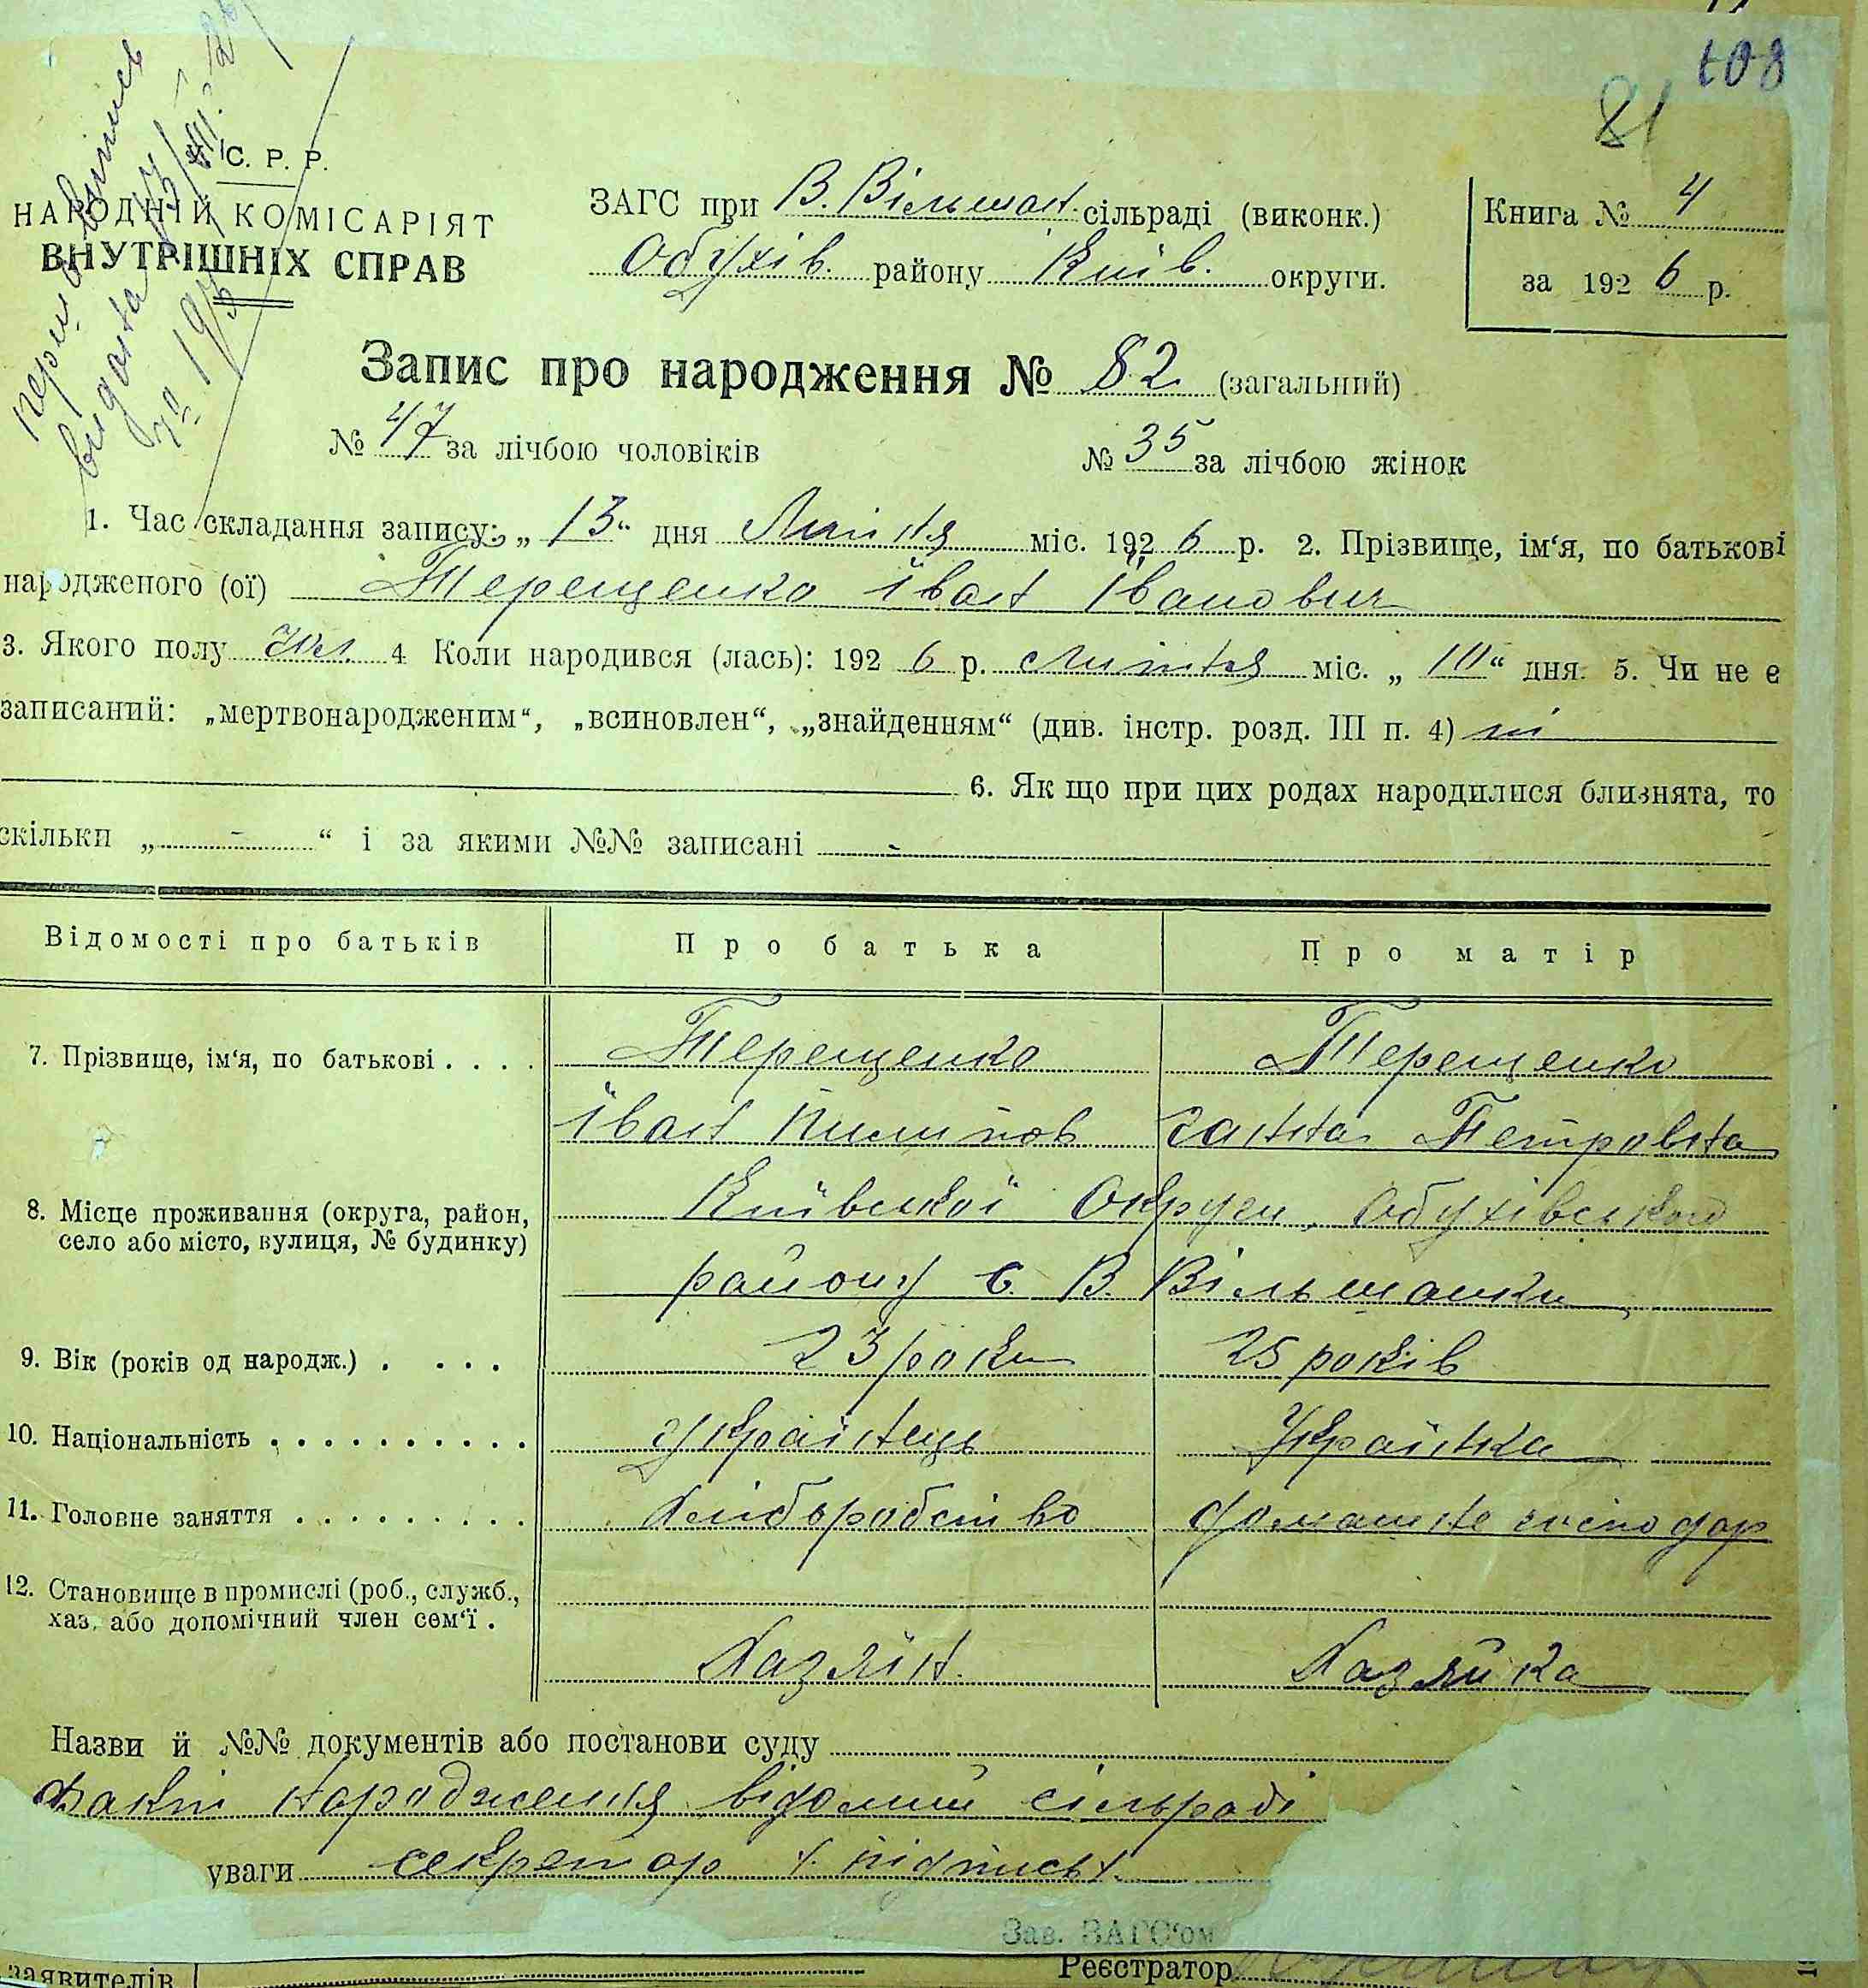 108
81
перша випись
видана
У. С. Р. Р.
НАРОДНІЙ КОМІСАРІЯТ
ВНУТРІШНІХ СПРАВ
ЗАГС при В. Вільшан. сільраді (виконк.)
Обухів. району Київ. округи.
Книга № 4
за 1926 р.
Запис про народження № 82 (загальний)
№ 47 за лічбою чоловіків № 35 за лічбою жінок
1. Час складання запису: „13“ дня Липня міс. 1926 р. 2. Прізвище, ім‘я, по батькові
народженого (ої) Терещенко Іван Іванович
3. Якого полу чол. 4 Коли народився (лась): 1926 р. Липня міс. „ “ дня. 5. Чи не є
записаний: „мертвонародженим“, „всиновлен“, „знайденням“ (див. інстр. розд. III п. 4) ні
6. Як що при цих родах народилися близнята, то
скільки „ - “ і за якими №№ записані -
Відомості про батьків Про батька Про матір
7. Прізвище, ім‘я, по батькові . . . . Терещенко Терещенко
Іван Пилипов Ганна Петровна
8. Місце проживання (округа, район, Київської Округи, Обухівського
село або місто, вулиця, № будинку)
району с. В. Вільшанки
9. Вік (років од народж.) . . . . 23 роки 25 років
10. Національність . . . . . . . . . . Українець Українка
11. Головне заняття . . . . . . . . . Хліборобство домашнє господар
12. Становище в промислі (роб., служб.,
хаз. або допомічний член сем‘ї .
Хазяїн. Хазяйка
Назви й №№ документів або постанови суду
Факт народження відомий сільраді
уваги секретар (підпись)
Зав. ЗАГС‘ом
заявителів Реєстратор